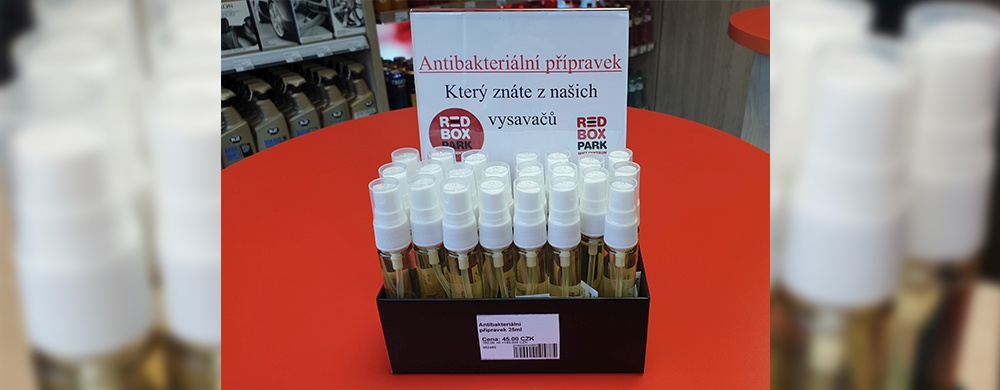 Antibakteriální přípravek
Který znáte z našich
vysavačů
RED
BOX
PARK
RED
BOX
PARK
Antibakteriální
přípravek 25ml
Cena: 45.00 CZK